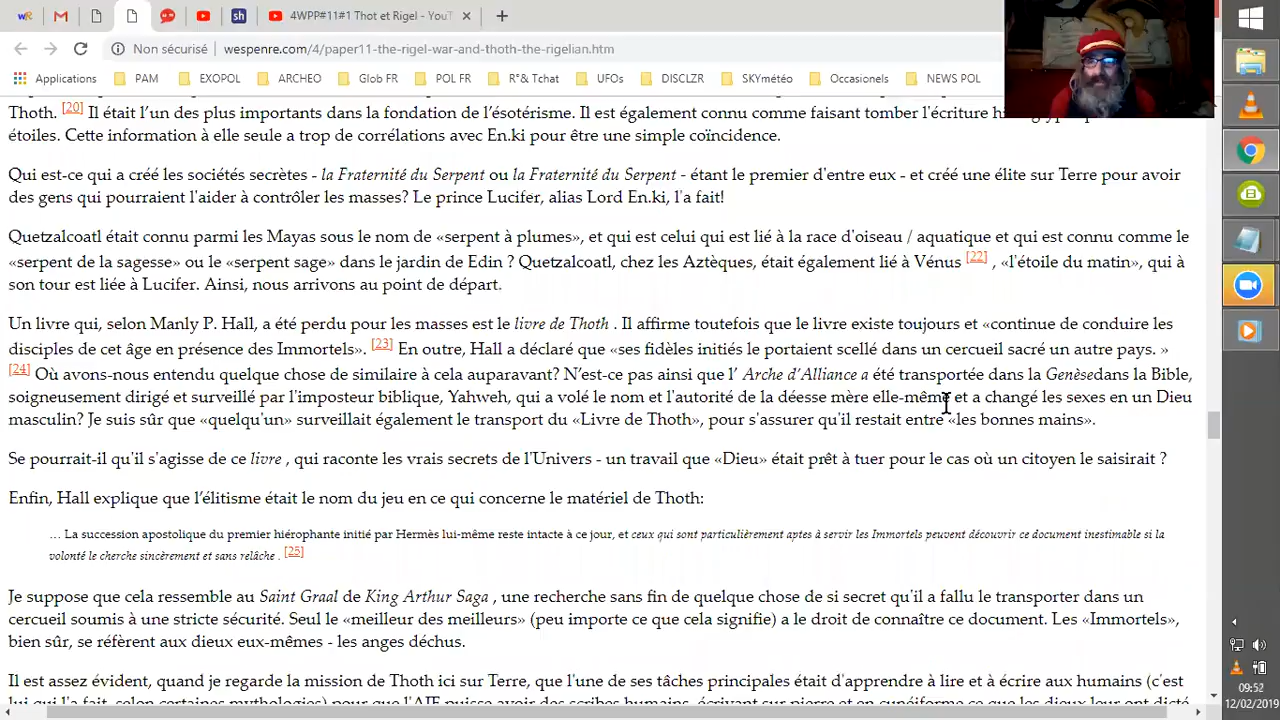 4WPP#11#1 Thot et Rigel - YouT
Non sécurisé wespenre.com/4/paper11-the-rigel-war-and-thoth-the-rigelian.htm
Applications PAM EXOPOL ARCHEO Glob FR POL FR R°& Tchat UFOs DISCLZR SKYmétéo Occasionels NEWS POL
Thoth. [20] Il était l'un des plus importants dans la fondation de l'ésotérisme. Il est également connu comme faisant tomber l'écriture
étoiles. Cette information à elle seule a trop de corrélations avec En.ki pour être une simple coïncidence.
Qui est-ce qui a créé les sociétés secrètes - la Fraternité du Serpent ou la Fraternité du Serpent - étant le premier d'entre eux - et créé une élite sur Terre pour avoir
des gens qui pourraient l'aider à contrôler les masses? Le prince Lucifer, alias Lord En.ki, l'a fait!
Quetzalcoatl était connu parmi les Mayas sous le nom de «serpent à plumes», et qui est celui qui est lié à la race d'oiseau / aquatique et qui est connu comme le
«serpent de la sagesse» ou le «serpent sage» dans le jardin de Edin ? Quetzalcoatl, chez les Aztèques, était également lié à Vénus [22] , «l'étoile du matin», qui à
son tour est liée à Lucifer. Ainsi, nous arrivons au point de départ.
Un livre qui, selon Manly P. Hall, a été perdu pour les masses est le livre de Thoth . Il affirme toutefois que le livre existe toujours et «continue de conduire les
disciples de cet âge en présence des Immortels». [23] En outre, Hall a déclaré que «ses fidèles initiés le portaient scellé dans un cercueil sacré un autre pays. »
[24] Où avons-nous entendu quelque chose de similaire à cela auparavant? N'est-ce pas ainsi que l' Arche d'Alliance a été transportée dans la Genèsedans la Bible,
soigneusement dirigé et surveillé par l'imposteur biblique, Yahweh, qui a volé le nom et l'autorité de la déesse mère elle-même et a changé les sexes en un Dieu
masculin? Je suis sûr que «quelqu'un» surveillait également le transport du «Livre de Thoth», pour s'assurer qu'il restait entre «les bonnes mains».
Se pourrait-il qu'il s'agisse de ce livre , qui raconte les vrais secrets de l'Univers - un travail que «Dieu» était prêt à tuer pour le cas où un citoyen le saisirait ?
Enfin, Hall explique que l'élitisme était le nom du jeu en ce qui concerne le matériel de Thoth:
… La succession apostolique du premier hiérophante initié par Hermès lui-même reste intacte à ce jour, et ceux qui sont particulièrement aptes à servir les Immortels peuvent découvrir ce document inestimable si la
volonté le cherche sincèrement et sans relâche . [25]
Je suppose que cela ressemble au Saint Graal de King Arthur Saga , une recherche sans fin de quelque chose de si secret qu'il a fallu le transporter dans un
cercueil soumis à une stricte sécurité. Seul le «meilleur des meilleurs» (peu importe ce que cela signifie) a le droit de connaître ce document. Les «Immortels»,
bien sûr, se réfèrent aux dieux eux-mêmes - les anges déchus.
Il est assez évident, quand je regarde la mission de Thoth ici sur Terre, que l'une de ses tâches principales était d'apprendre à lire et à écrire aux humains (c'est
09:52
12/02/2019